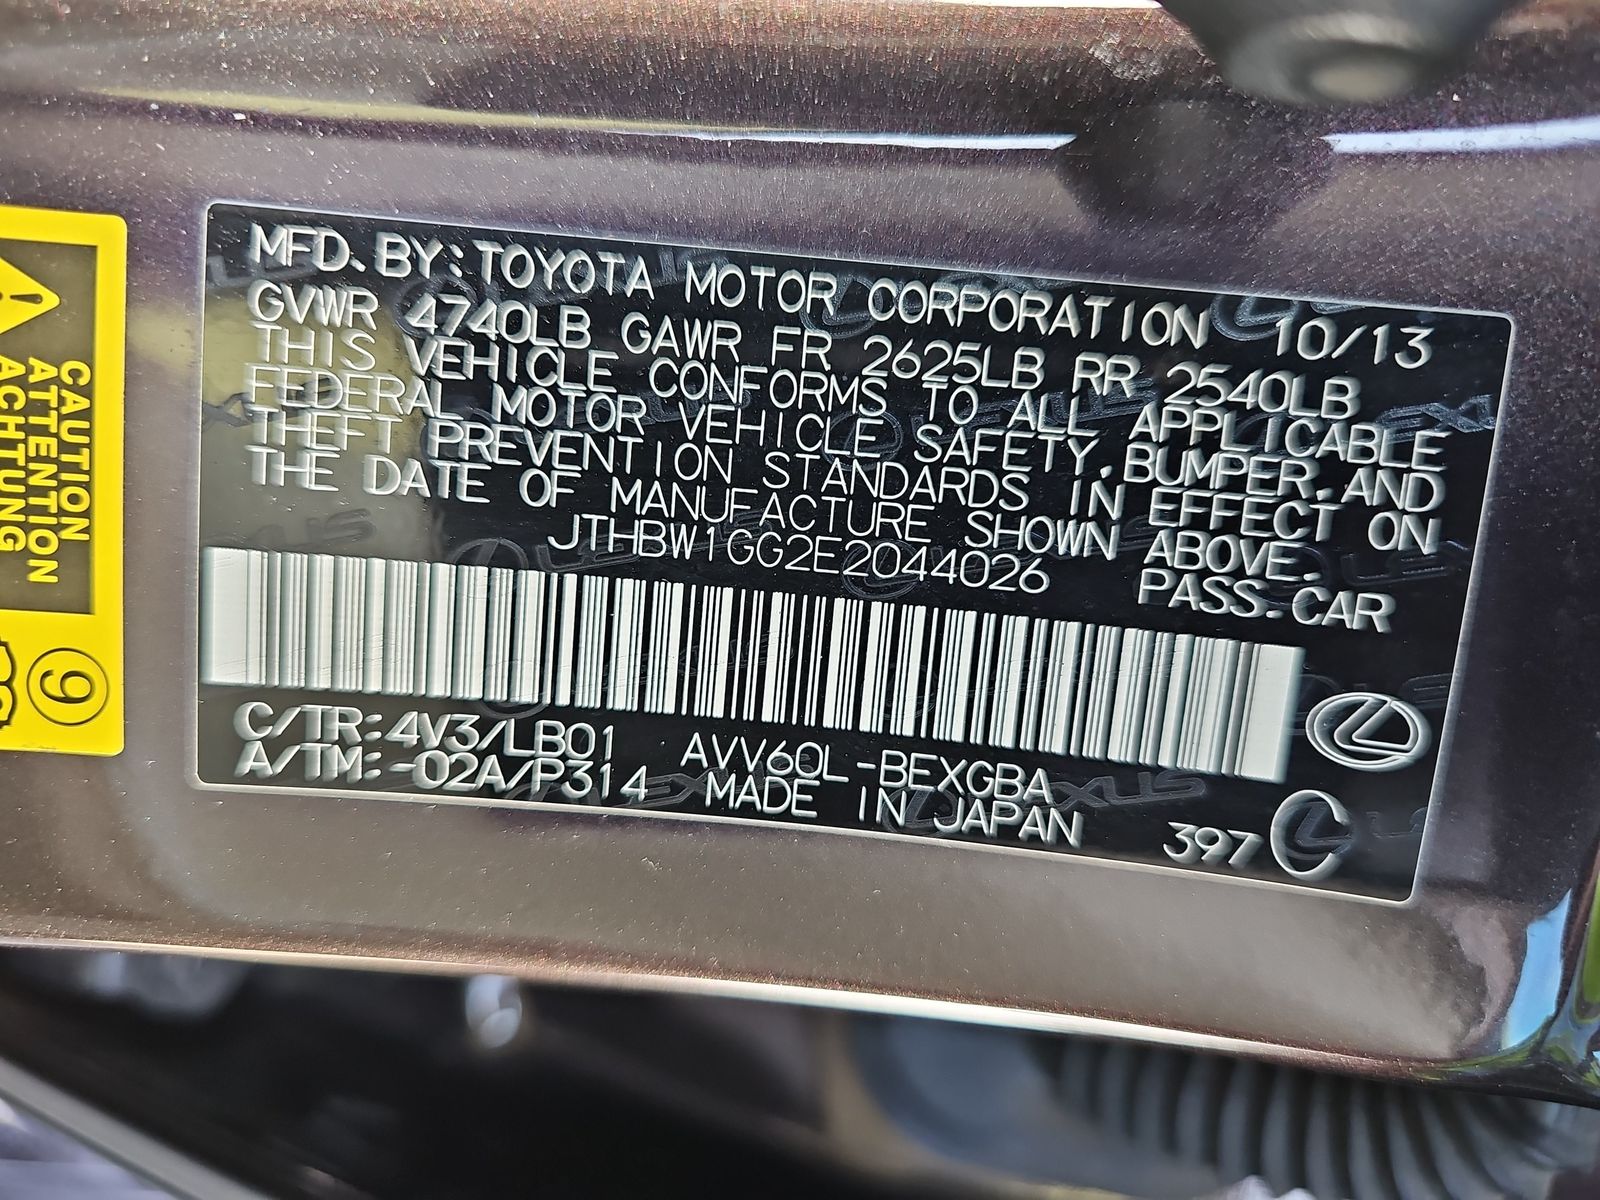 MFD. BY: TOYOTA MOTOR CORPORATION 10/13
GVWR 4740LB GAWR FR 2625LB RR 2540LB
THIS VEHICLE CONFORMS TO ALL APPLICABLE
FEDERAL MOTOR VEHICLE SAFETY, BUMPER, AND
THEFT PREVENTION STANDARDS IN EFFECT ON
THE DATE OF MANUFACTURE SHOWN ABOVE.
JTHBW1GG2E2044026 PASS. CAR
C/TR: 4V3/LB01 AVV60L-BEXGBA
A/TM: -02A/P314 MADE IN JAPAN
397 C
CAUTION
ATTENTION
ACHTUNG
9